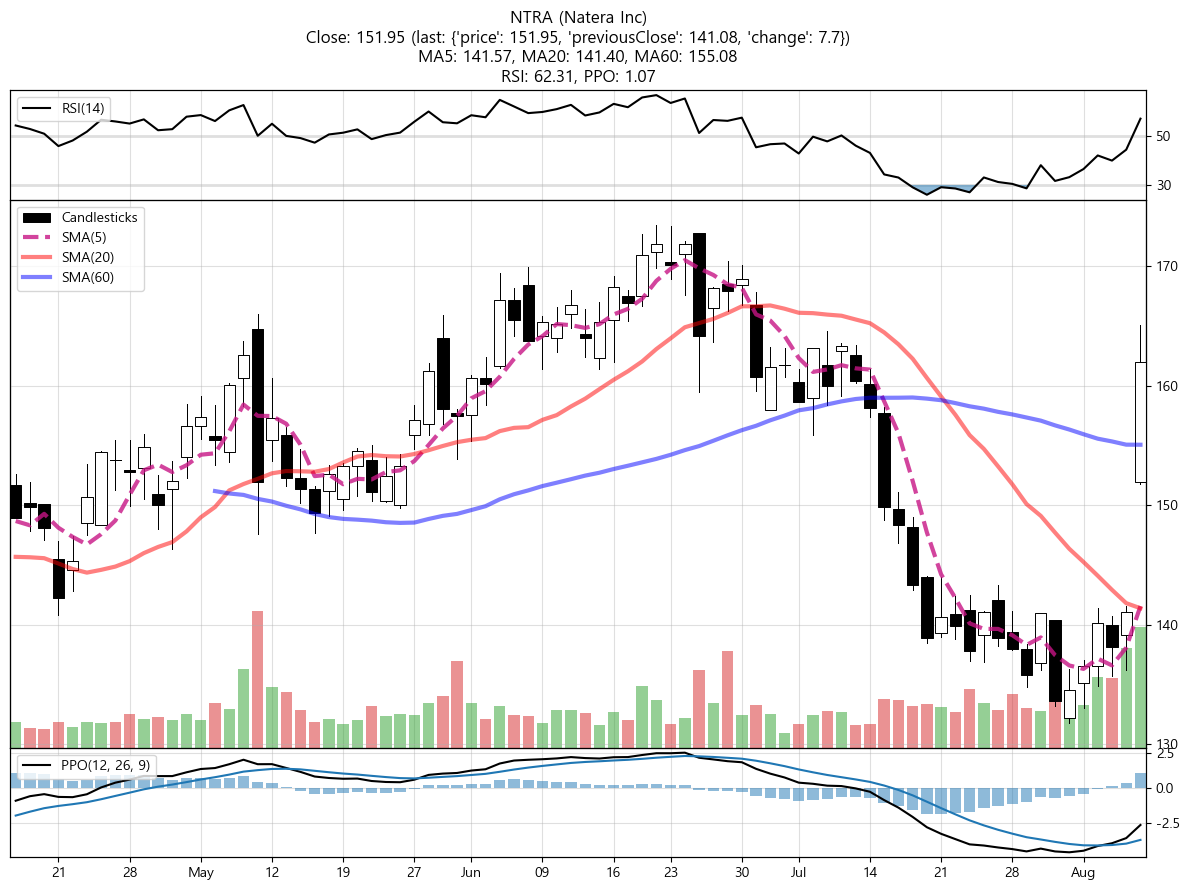 NTRA (Natera Inc)
Close: 151.95 (last: {'price': 151.95, 'previousClose': 141.08, 'change': 7.7})
MA5: 141.57, MA20: 141.40, MA60: 155.08
RSI: 62.31, PPO: 1.07
RSI(14)
50
30
Candlesticks
SMA(5)
SMA(20)
SMA(60)
170
160
150
140
130
PPO(12, 26, 9)
2.5
0.0
−2.5
21 28 May 12 19 27 Jun 09 16 23 30 Jul 07 14 21 28 Aug